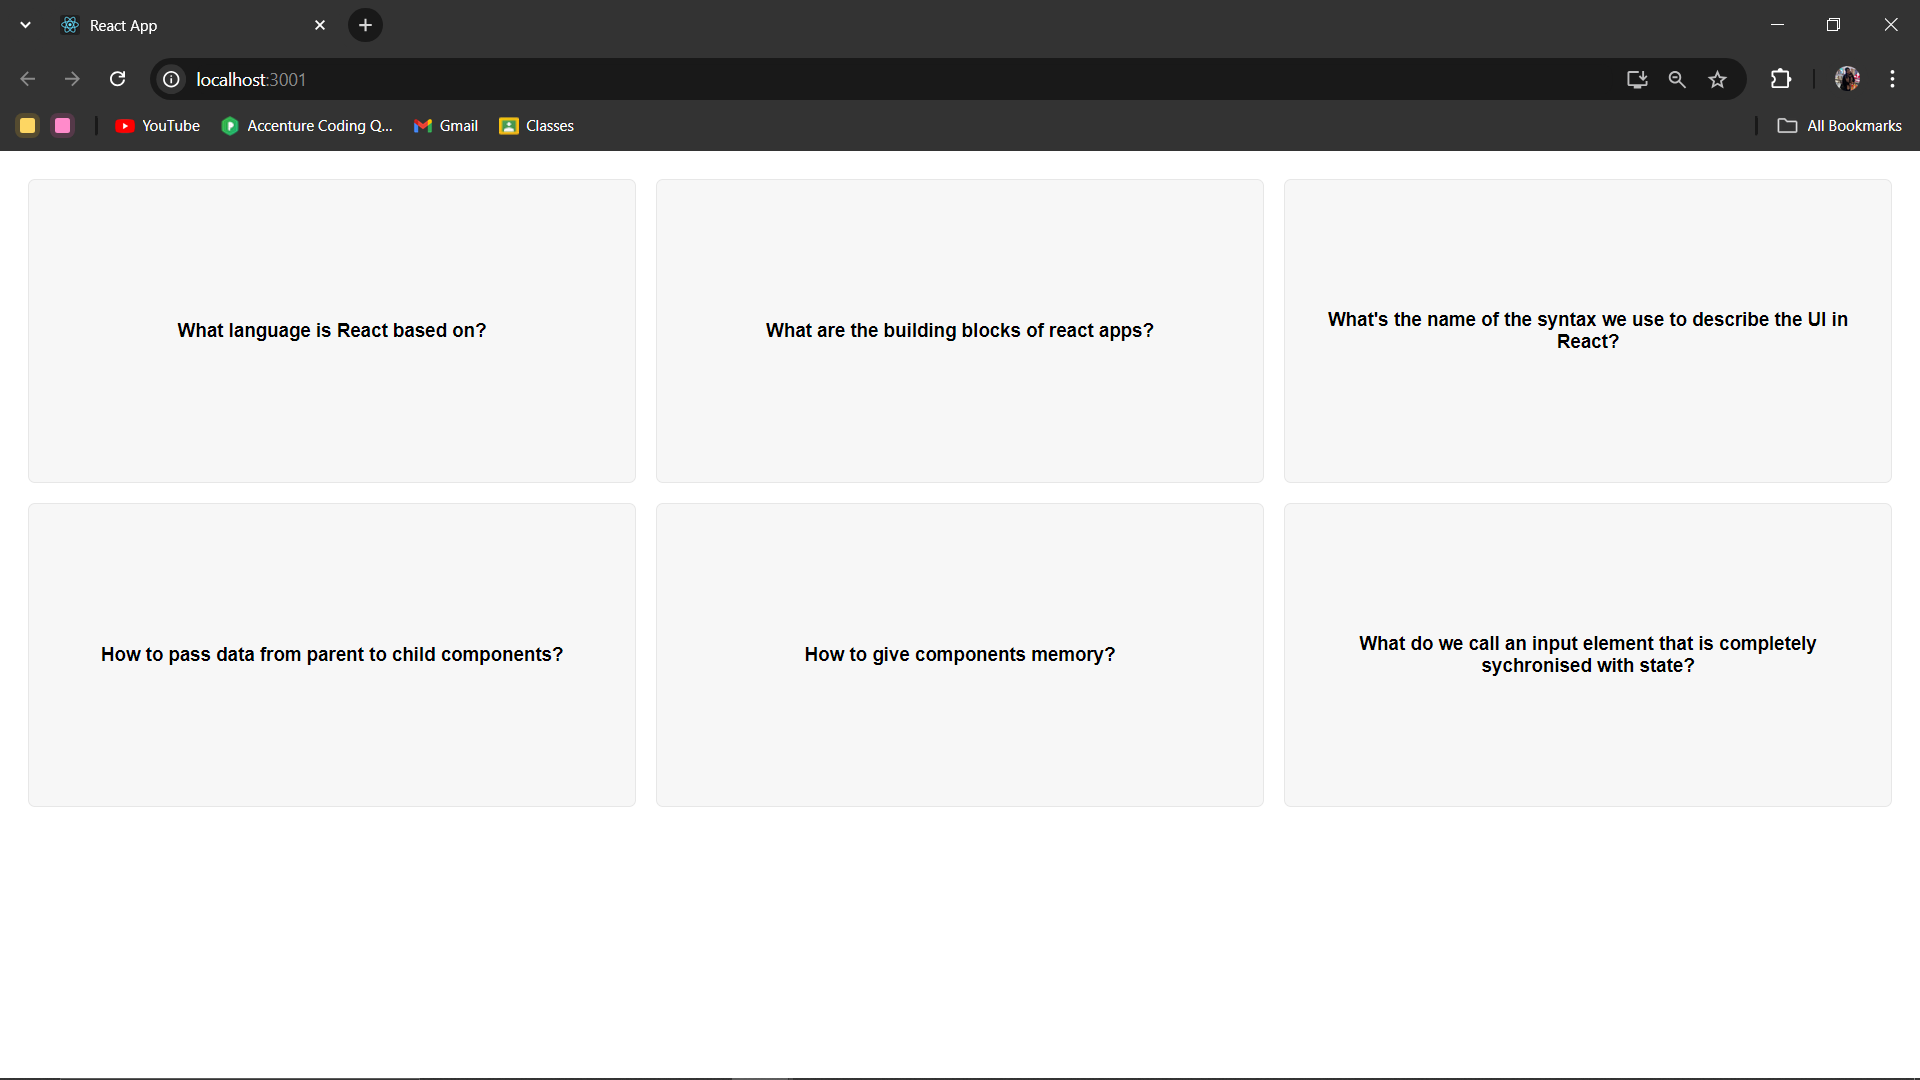 React App
localhost:3001
YouTube
Accenture Coding Q...
Gmail
Classes
All Bookmarks
What language is React based on?
What are the building blocks of react apps?
What's the name of the syntax we use to describe the UI in
React?
How to pass data from parent to child components?
How to give components memory?
What do we call an input element that is completely
sychronised with state?